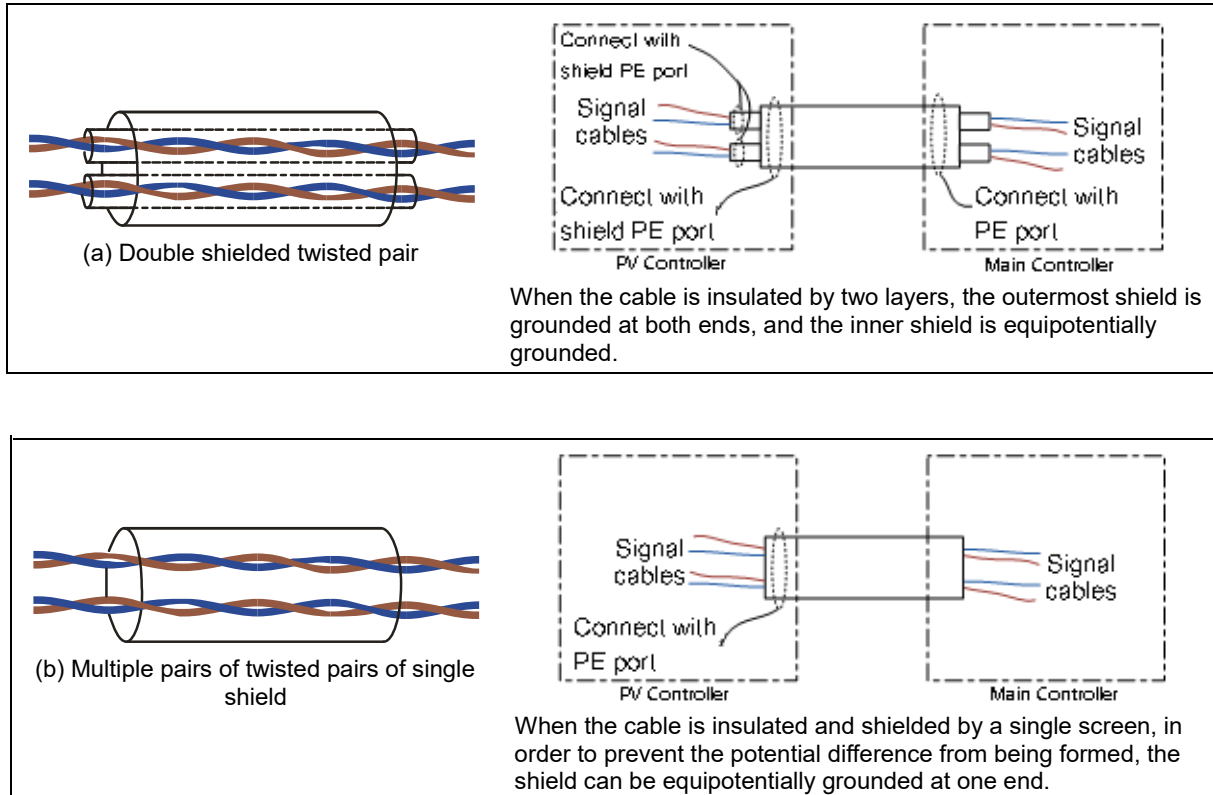 Connect with
shield PE port
Signal
cables
Signal
cables
Connect with
shield PE port
Connect with
PE port
PV Controller
Main Controller
(a) Double shielded twisted pair
When the cable is insulated by two layers, the outermost shield is
grounded at both ends, and the inner shield is equipotentially
grounded.
Signal
cables
Signal
cables
Connect with
PE port
PV Controller
Main Controller
(b) Multiple pairs of twisted pairs of single
shield
When the cable is insulated and shielded by a single screen, in
order to prevent the potential difference from being formed, the
shield can be equipotentially grounded at one end.